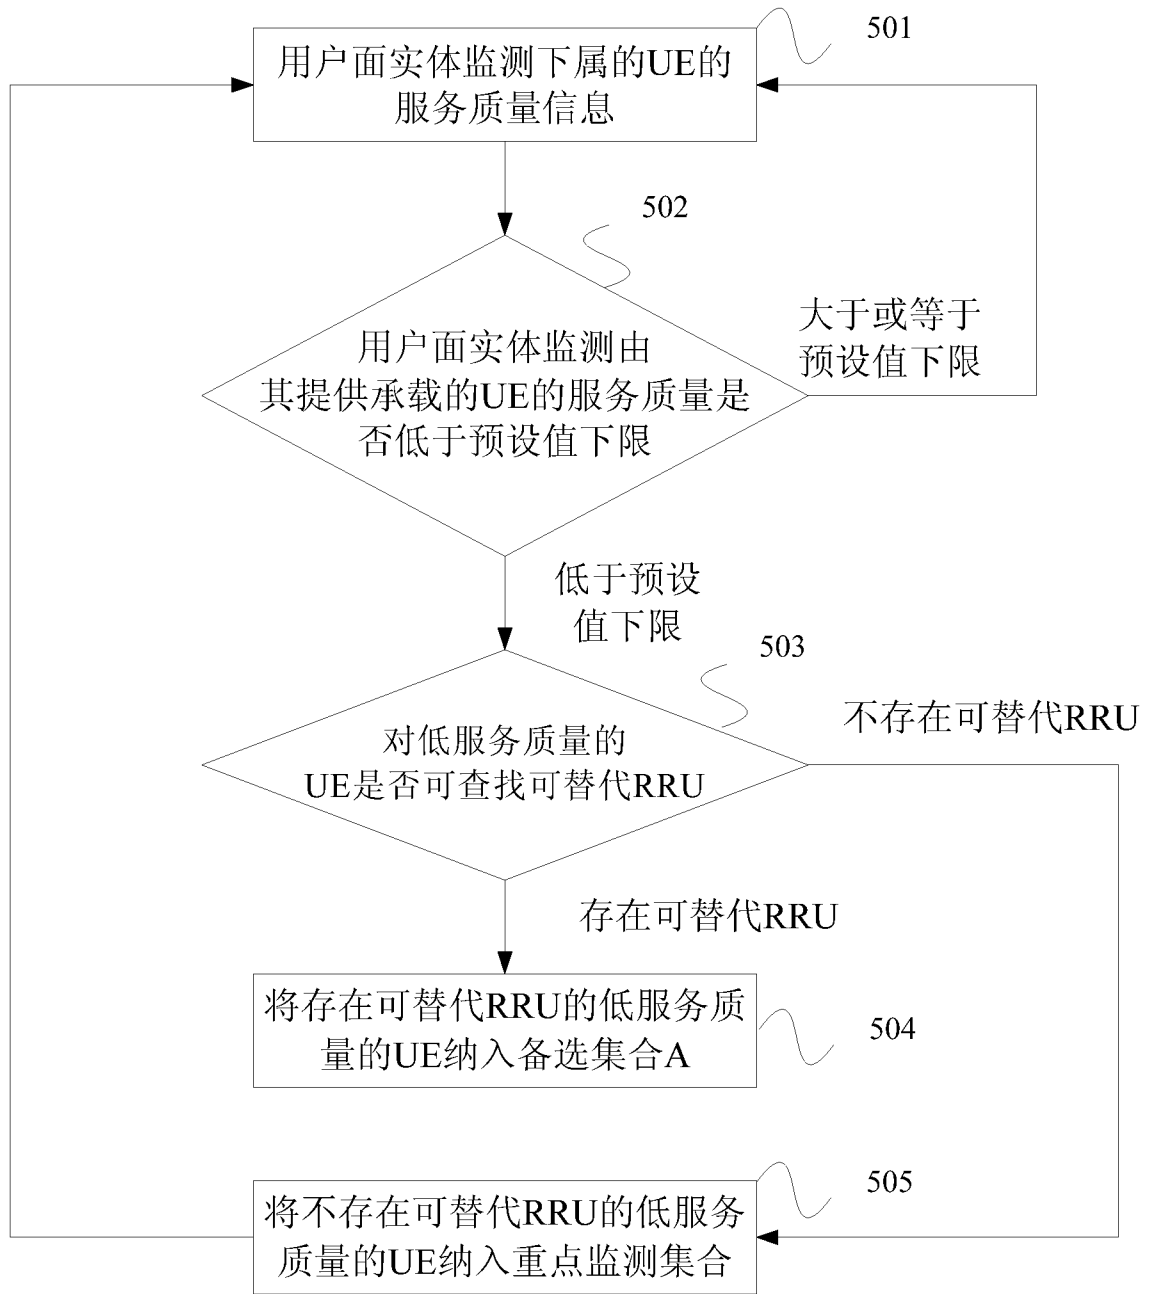 501
用户面实体监测下属的UE的
服务质量信息
502
大于或等于
预设值下限
用户面实体监测由
其提供承载的UE的服务质量是
否低于预设值下限
低于预设
值下限
503
不存在可替代RRU
对低服务质量的
UE是否可查找可替代RRU
存在可替代RRU
将存在可替代RRU的低服务质
量的UE纳入备选集合A
504
505
将不存在可替代RRU的低服务
质量的UE纳入重点监测集合